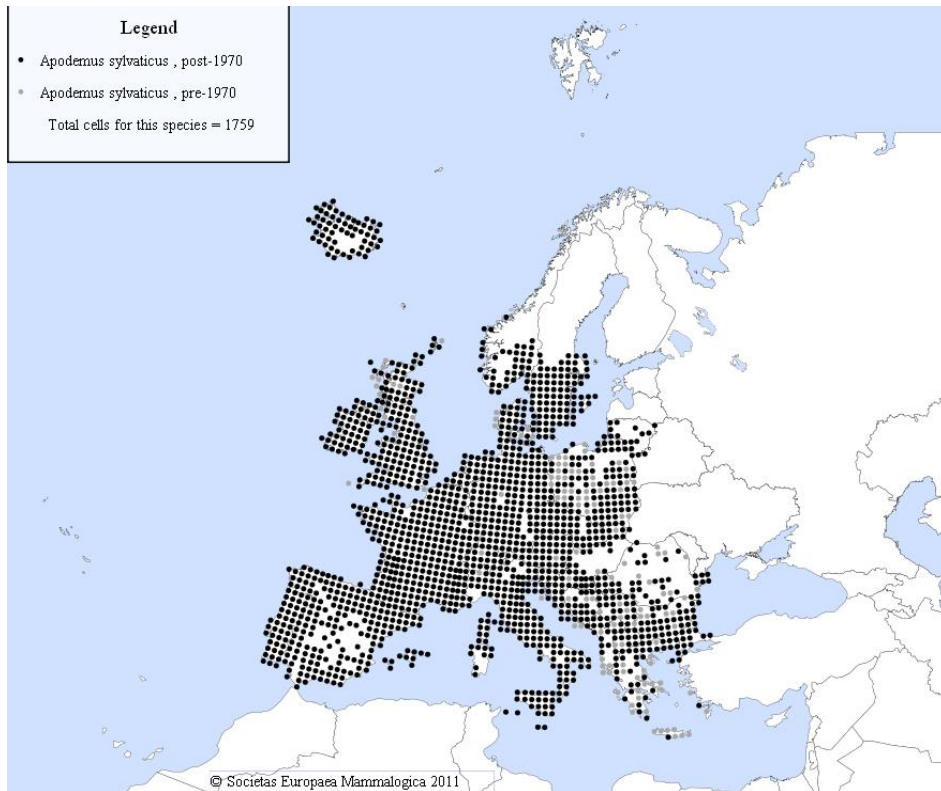 Legend
Apodemus sylvaticus , post-1970
Apodemus sylvaticus , pre-1970
Total cells for this species = 1759
© Societas Europaea Mammalogica 2011